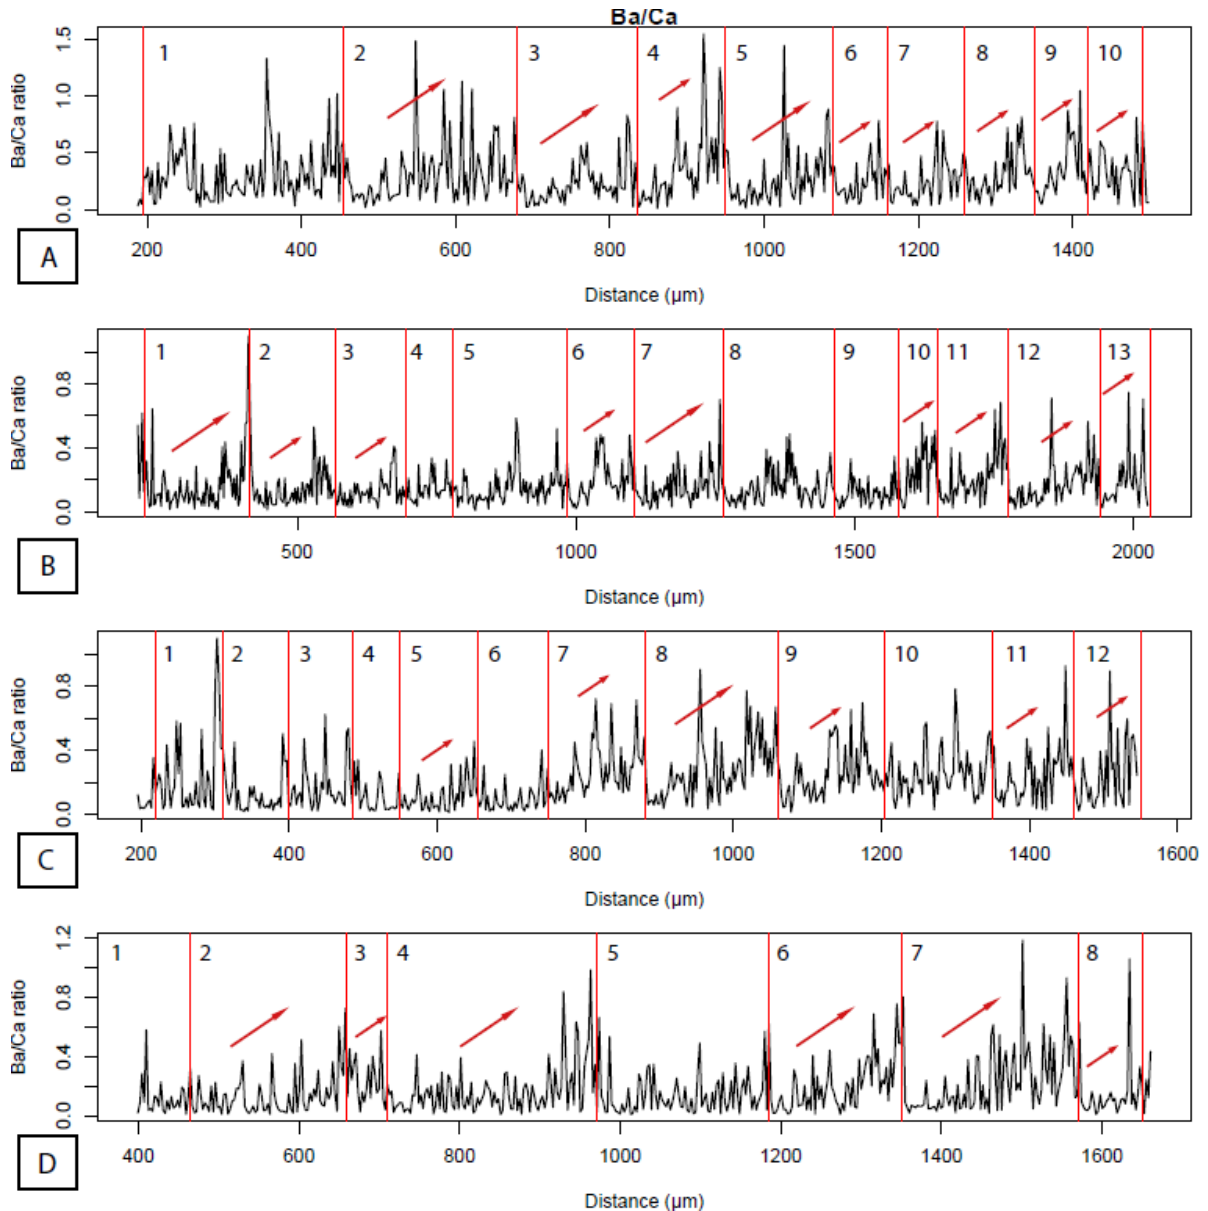 Ba/Ca
1 2 3 4 5 6 7 8 9 10
Ba/Ca ratio
0.0 0.5 1.0 1.5
200 400 600 800 1000 1200 1400
A
Distance (µm)
1 2 3 4 5 6 7 8 9 10 11 12 13
Ba/Ca ratio
0.0 0.4 0.8
500 1000 1500 2000
B
Distance (µm)
1 2 3 4 5 6 7 8 9 10 11 12
Ba/Ca ratio
0.0 0.4 0.8
200 400 600 800 1000 1200 1400 1600
C
Distance (µm)
1 2 3 4 5 6 7 8
Ba/Ca ratio
0.0 0.4 0.8 1.2
400 600 800 1000 1200 1400 1600
D
Distance (µm)